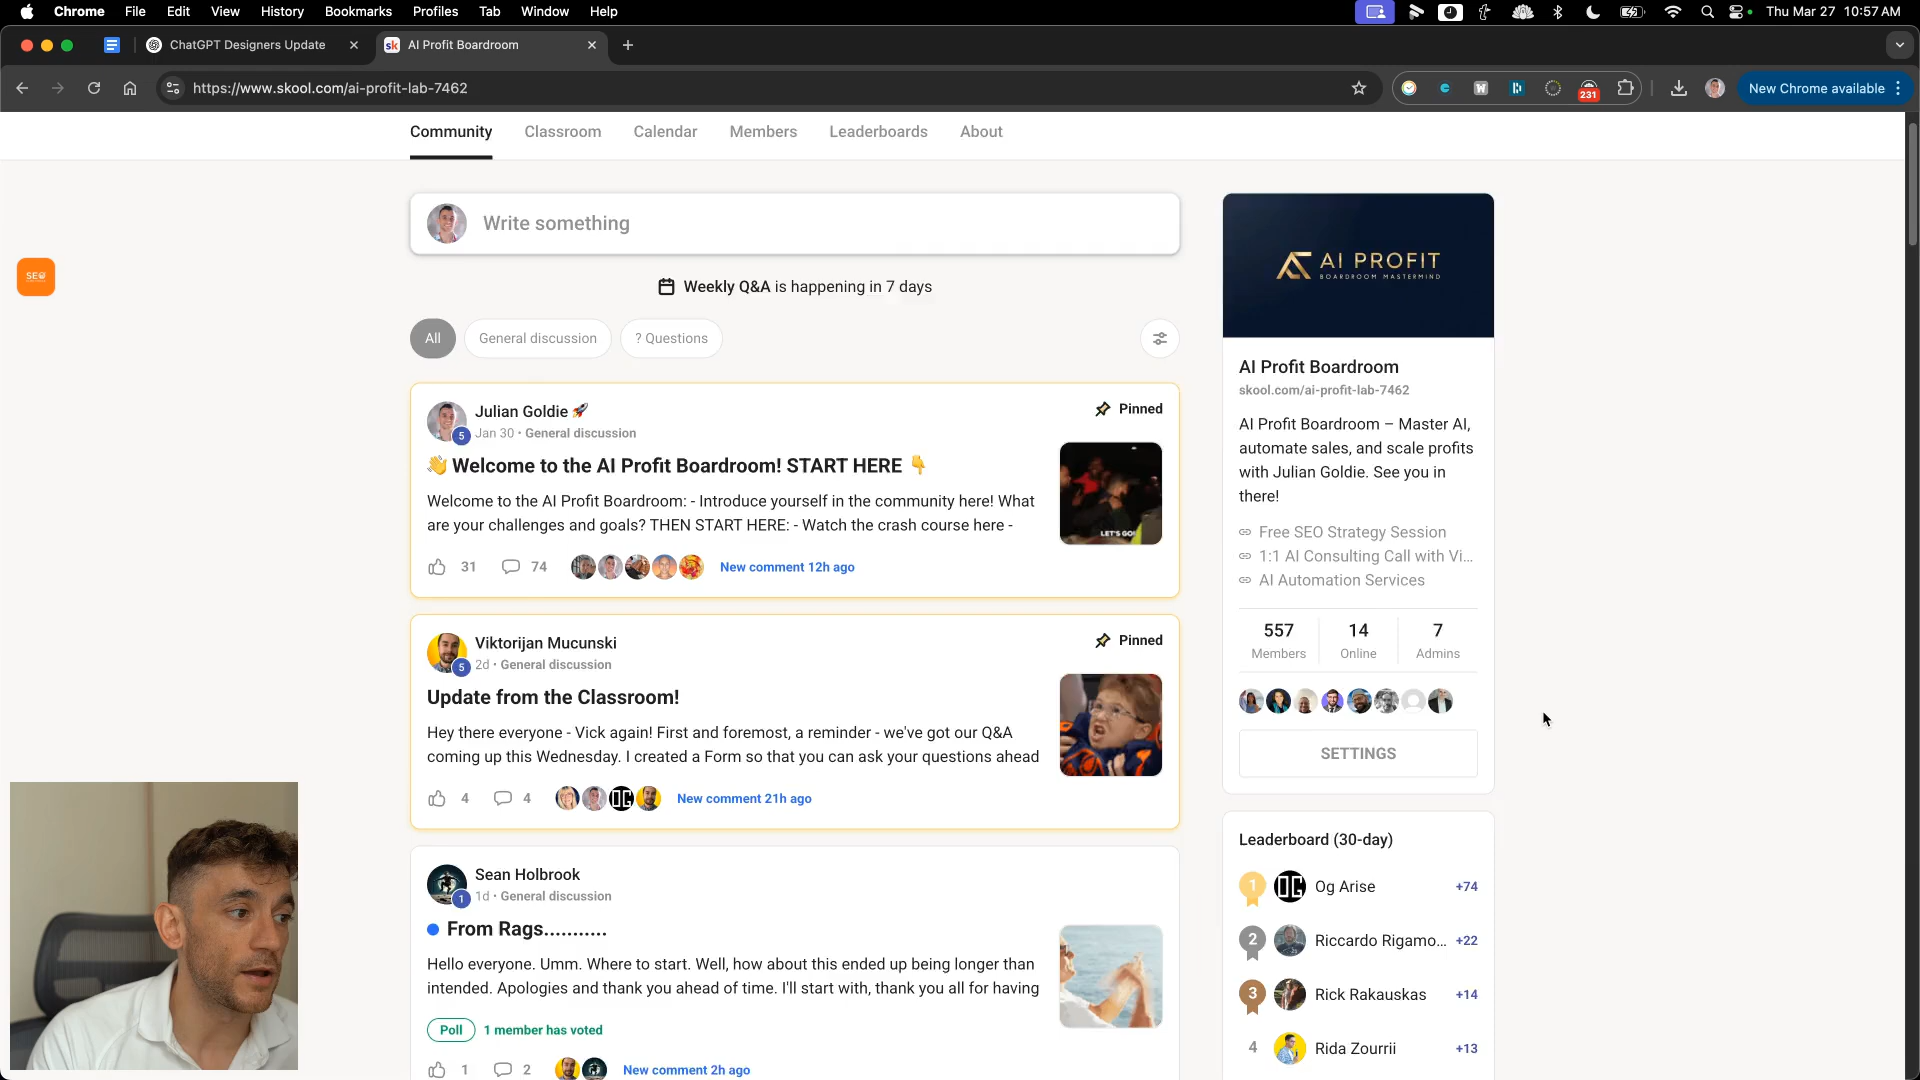 Chrome File Edit View History Bookmarks Profiles Tab Window Help
Thu Mar 27 10:57 AM
ChatGPT Designers Update
sk AI Profit Boardroom
https://www.skool.com/ai-profit-lab-7462
231
New Chrome available
Community Classroom Calendar Members Leaderboards About
SEO
Write something
Weekly Q&A is happening in 7 days
All General discussion ? Questions
Julian Goldie 🚀
Pinned
5 Jan 30 • General discussion
👋 Welcome to the AI Profit Boardroom! START HERE 👇
Welcome to the AI Profit Boardroom: - Introduce yourself in the community here! What
are your challenges and goals? THEN START HERE: - Watch the crash course here -
LET'S GO!
31 74 New comment 12h ago
Viktorijan Mucunski
Pinned
5 2d • General discussion
Update from the Classroom!
Hey there everyone - Vick again! First and foremost, a reminder - we've got our Q&A
coming up this Wednesday. I created a Form so that you can ask your questions ahead
4 4 New comment 21h ago
Sean Holbrook
1 1d • General discussion
From Rags...........
Hello everyone. Umm. Where to start. Well, how about this ended up being longer than
intended. Apologies and thank you ahead of time. I'll start with, thank you all for having
Poll 1 member has voted
1 2 New comment 2h ago
AI PROFIT
BOARDROOM MASTERMIND
AI Profit Boardroom
skool.com/ai-profit-lab-7462
AI Profit Boardroom – Master AI,
automate sales, and scale profits
with Julian Goldie. See you in
there!
Free SEO Strategy Session
1:1 AI Consulting Call with Vi...
AI Automation Services
557 14 7
Members Online Admins
SETTINGS
Leaderboard (30-day)
1 OG Og Arise +74
2 Riccardo Rigamo... +22
3 Rick Rakauskas +14
4 Rida Zourrii +13